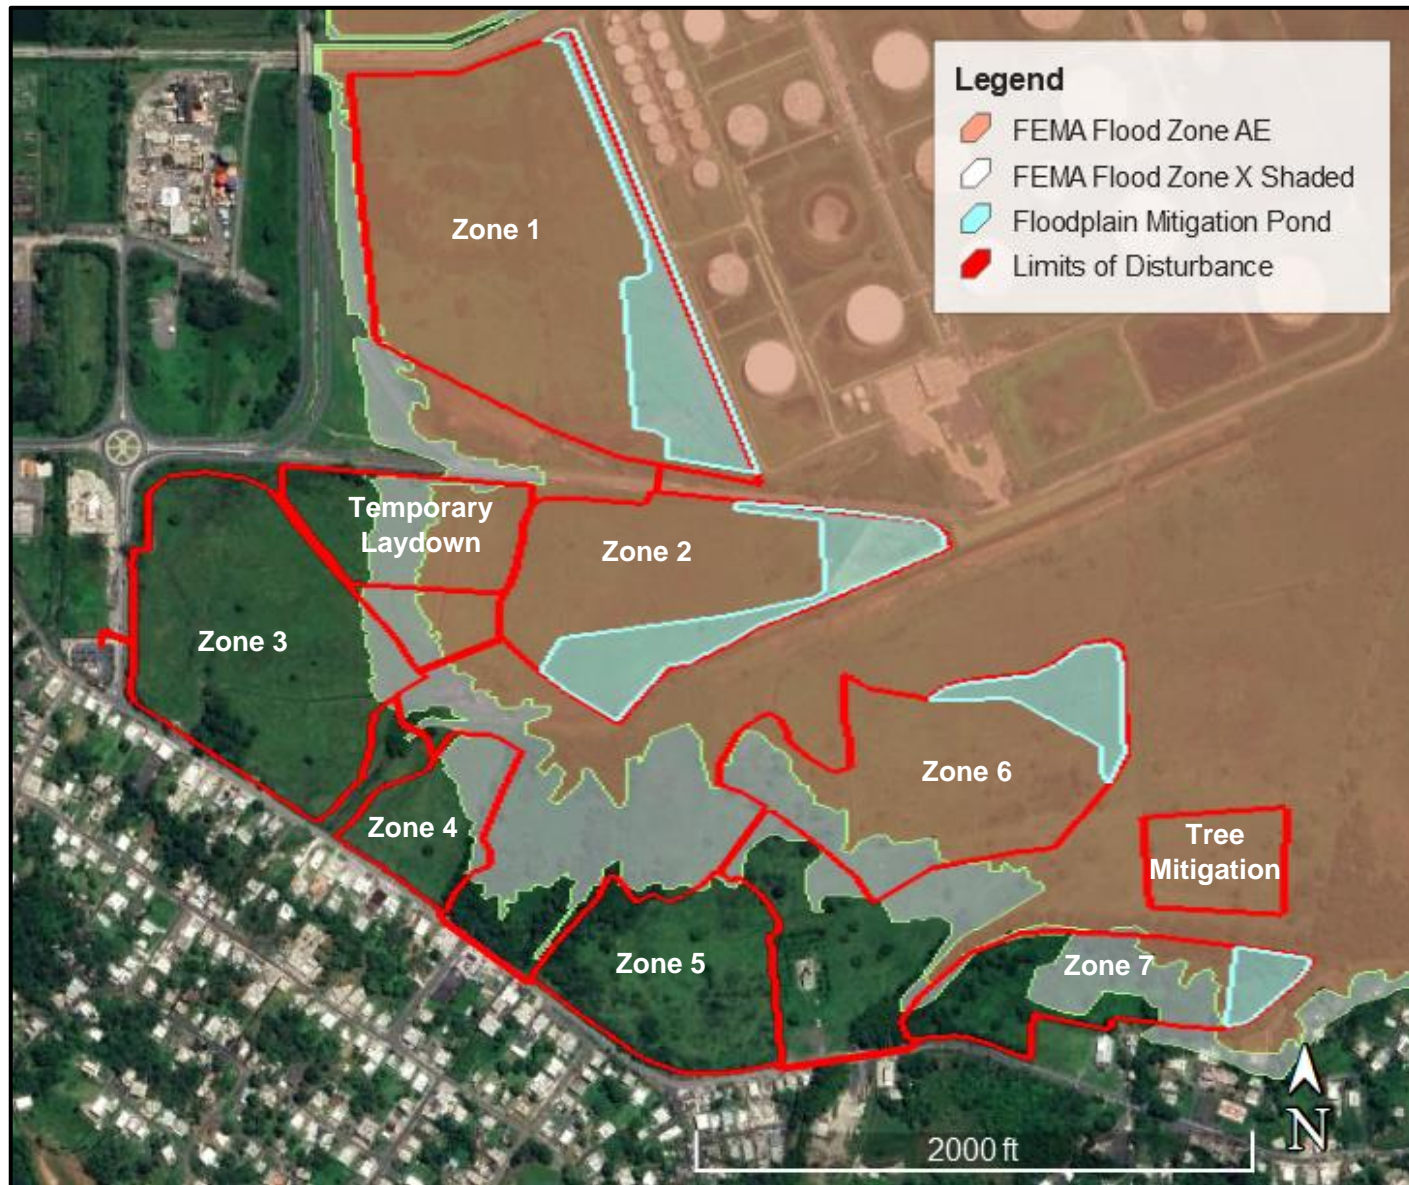 Legend
FEMA Flood Zone AE
FEMA Flood Zone X Shaded
Floodplain Mitigation Pond
Limits of Disturbance
Zone 1
Temporary
Laydown
Zone 2
Zone 3
Zone 6
Zone 4
Tree
Mitigation
Zone 5
Zone 7
N
2000 ft